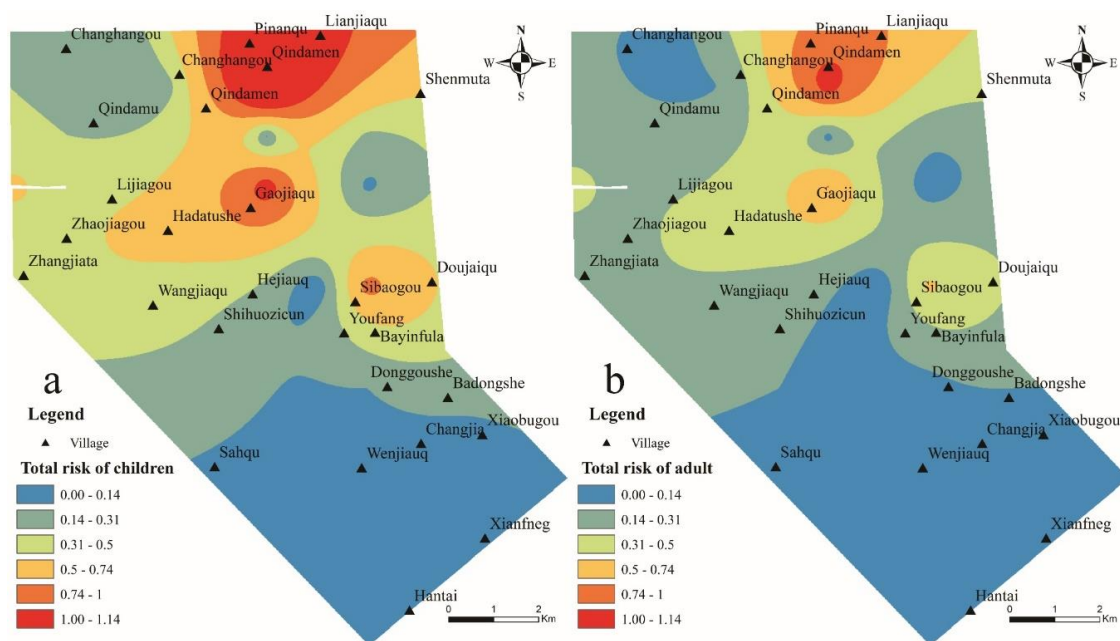 Changhangou
Pinanqu
Lianjiaqu
Qindamen
Changhangou
Qindamen
Shenmuta
Qindamu
N
W
E
S
Lijiagou
Gaojiaqu
Zhaojiagou
Hadatushe
Zhangjiata
Wangjiaqu
Hejiauq
Shihuozicun
Sibaogou
Doujaiqu
Youfang
Bayinfula
Donggoushe
Badongshe
Xiaobugou
Changjia
Sahqu
Wenjiauq
Xianfneg
Hantai
a
Legend
Village
Total risk of children
0.00 - 0.14
0.14 - 0.31
0.31 - 0.5
0.5 - 0.74
0.74 - 1
1.00 - 1.14
0 1 2
Km
Changhangou
Pinanqu
Lianjiaqu
Qindamen
Changhangou
Qindamen
Shenmuta
Qindamu
N
W
E
S
Lijiagou
Gaojiaqu
Zhaojiagou
Hadatushe
Zhangjiata
Wangjiaqu
Hejiauq
Shihuozicun
Sibaogou
Doujaiqu
Youfang
Bayinfula
Donggoushe
Badongshe
Xiaobugou
Changjia
Sahqu
Wenjiauq
Xianfneg
Hantai
b
Legend
Village
Total risk of adult
0.00 - 0.14
0.14 - 0.31
0.31 - 0.5
0.5 - 0.74
0.74 - 1
1.00 - 1.14
0 1 2
Km